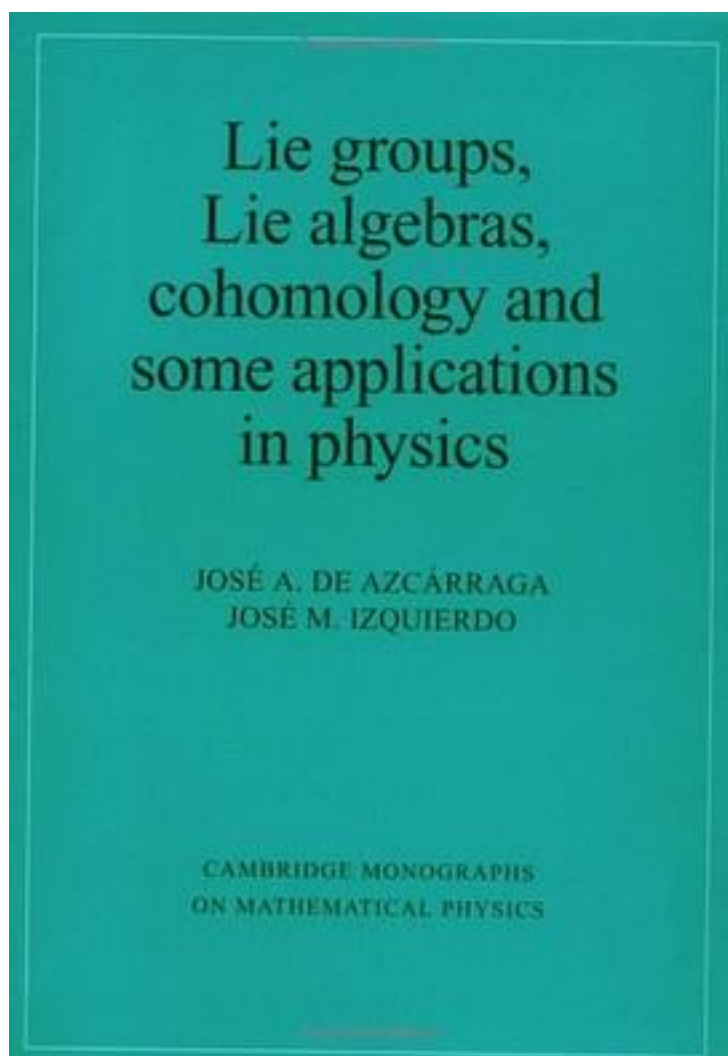 Lie groups,
Lie algebras,
cohomology and
some applications
in physics
JOSÉ A. DE AZCÁRRAGA
JOSÉ M. IZQUIERDO
CAMBRIDGE MONOGRAPHS
ON MATHEMATICAL PHYSICS